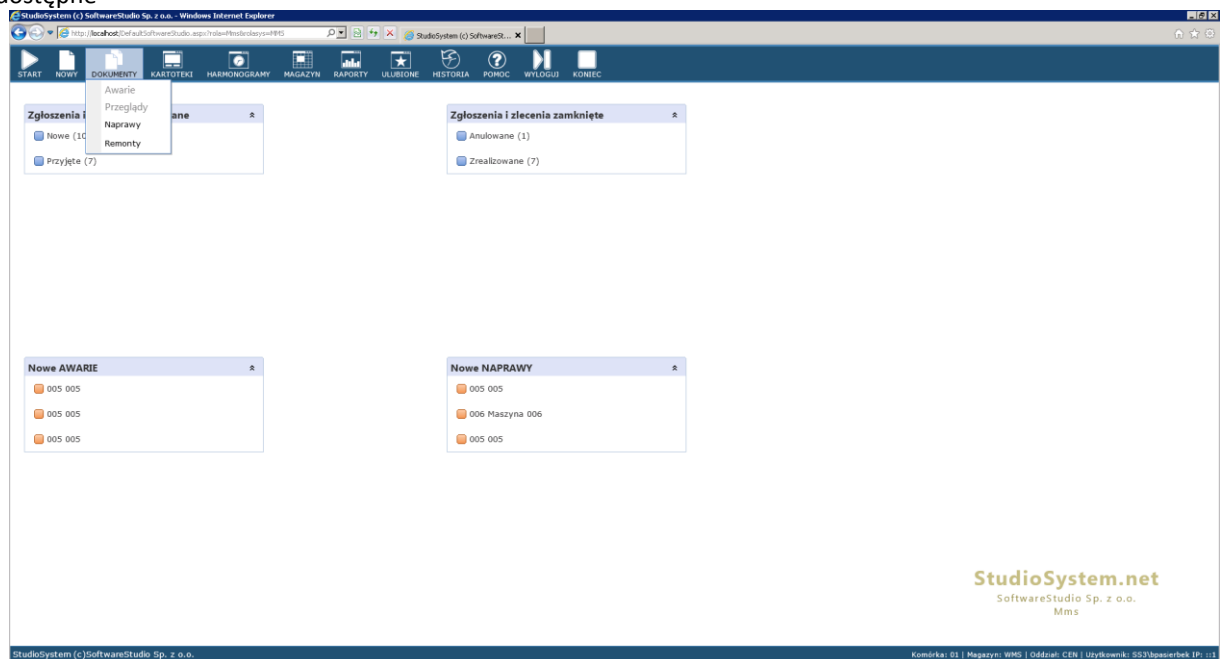 dostępne
StudioSystem (c) SoftwareStudio Sp. z o.o. - Windows Internet Explorer
http://localhost/DefaultSoftwareStudio.aspx?rola=Mms&rolasys=MMS
StudioSystem (c) SoftwareSt...
START NOWY DOKUMENTY KARTOTEKI HARMONOGRAMY MAGAZYN RAPORTY ULUBIONE HISTORIA POMOC WYLOGUJ KONIEC
Awarie
Przeglądy
Naprawy
Remonty
Zgłoszenia i ane
Nowe (10
Przyjęte (7)
Zgłoszenia i zlecenia zamknięte
Anulowane (1)
Zrealizowane (7)
Nowe AWARIE
005 005
005 005
005 005
Nowe NAPRAWY
005 005
006 Maszyna 006
005 005
StudioSystem.net
SoftwareStudio Sp. z o.o.
Mms
StudioSystem (c)SoftwareStudio Sp. z o.o.
Komórka: 01 | Magazyn: WMS | Oddział: CEN | Użytkownik: SS3\bpasierbek IP: ::1